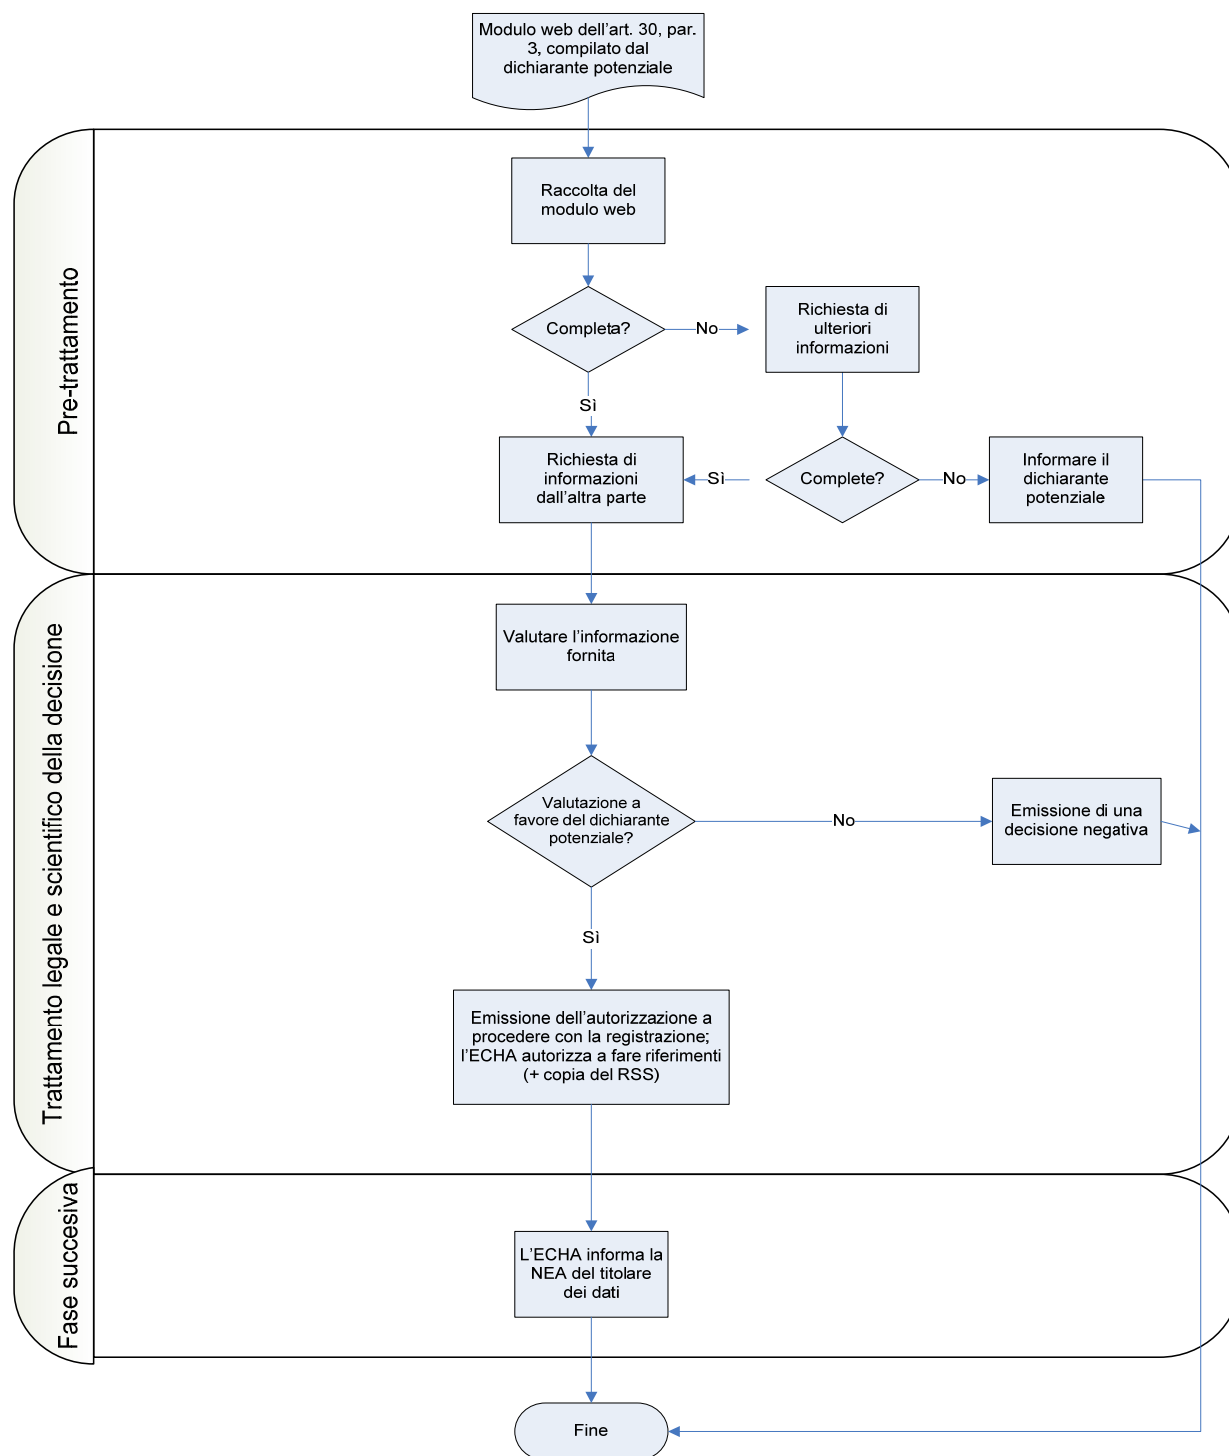 Modulo web dell'art. 30, par.
3, compilato dal
dichiarante potenziale
Pre-trattamento
Raccolta del
modulo web
Completa?
No
Richiesta di
ulteriori
informazioni
Sì
Richiesta di
informazioni
dall'altra parte
Sì
Complete?
No
Informare il
dichiarante
potenziale
Trattamento legale e scientifico della decisione
Valutare l'informazione
fornita
Valutazione a
favore del dichiarante
potenziale?
No
Emissione di una
decisione negativa
Sì
Emissione dell'autorizzazione a
procedere con la registrazione;
l'ECHA autorizza a fare riferimenti
(+ copia del RSS)
Fase succesiva
L'ECHA informa la
NEA del titolare
dei dati
Fine